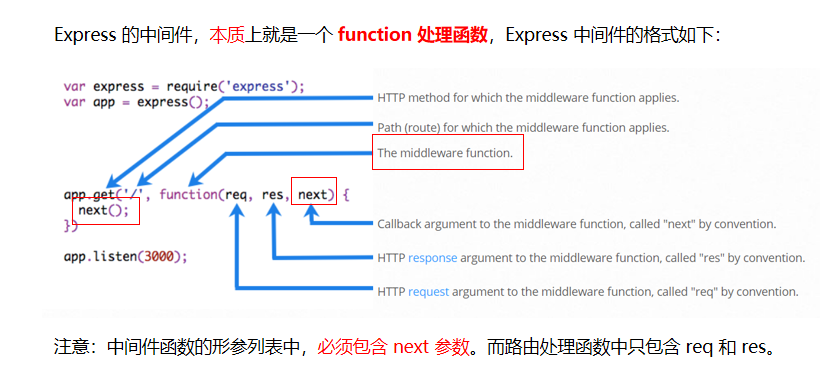 Express 的中间件，本质上就是一个 function 处理函数，Express 中间件的格式如下：
var express = require('express');
var app = express();
HTTP method for which the middleware function applies.
Path (route) for which the middleware function applies.
The middleware function.
app.get('/', function(req, res, next) {
next();
})
Callback argument to the middleware function, called "next" by convention.
app.listen(3000);
HTTP response argument to the middleware function, called "res" by convention.
HTTP request argument to the middleware function, called "req" by convention.
注意：中间件函数的形参列表中，必须包含 next 参数。而路由处理函数中只包含 req 和 res。